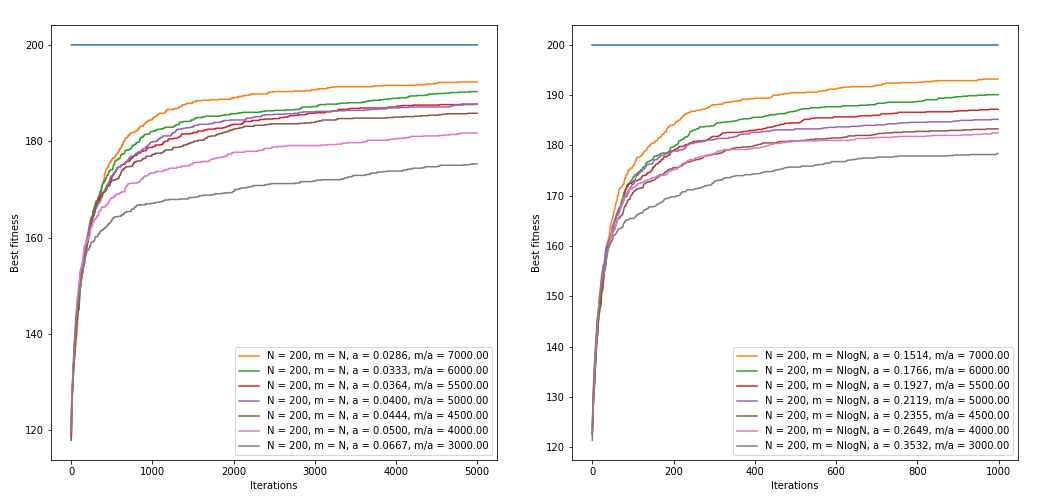 200
180
160
140
120
Best fitness
0
1000
2000
3000
4000
5000
Iterations
N = 200, m = N, a = 0.0286, m/a = 7000.00
N = 200, m = N, a = 0.0333, m/a = 6000.00
N = 200, m = N, a = 0.0364, m/a = 5500.00
N = 200, m = N, a = 0.0400, m/a = 5000.00
N = 200, m = N, a = 0.0444, m/a = 4500.00
N = 200, m = N, a = 0.0500, m/a = 4000.00
N = 200, m = N, a = 0.0667, m/a = 3000.00
200
190
180
170
160
150
140
130
120
Best fitness
0
200
400
600
800
1000
Iterations
N = 200, m = NlogN, a = 0.1514, m/a = 7000.00
N = 200, m = NlogN, a = 0.1766, m/a = 6000.00
N = 200, m = NlogN, a = 0.1927, m/a = 5500.00
N = 200, m = NlogN, a = 0.2119, m/a = 5000.00
N = 200, m = NlogN, a = 0.2355, m/a = 4500.00
N = 200, m = NlogN, a = 0.2649, m/a = 4000.00
N = 200, m = NlogN, a = 0.3532, m/a = 3000.00